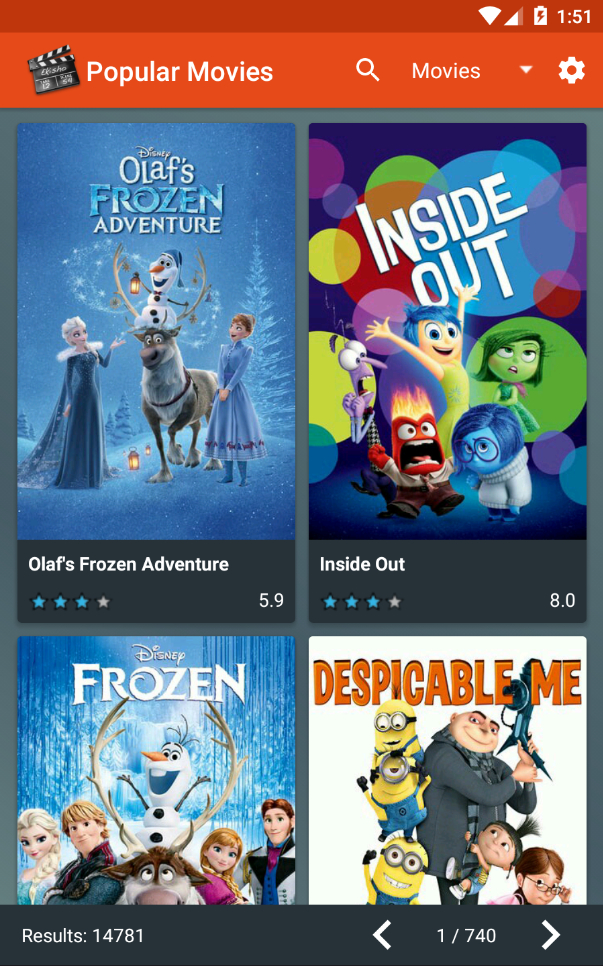 1:51
Popular Movies
Movies
Disney
Olaf's
FROZEN
ADVENTURE
INSIDE
OUT
Olaf's Frozen Adventure
5.9
Inside Out
8.0
Disney
FROZEN
DESPICABLE ME
Results: 14781
1 / 740